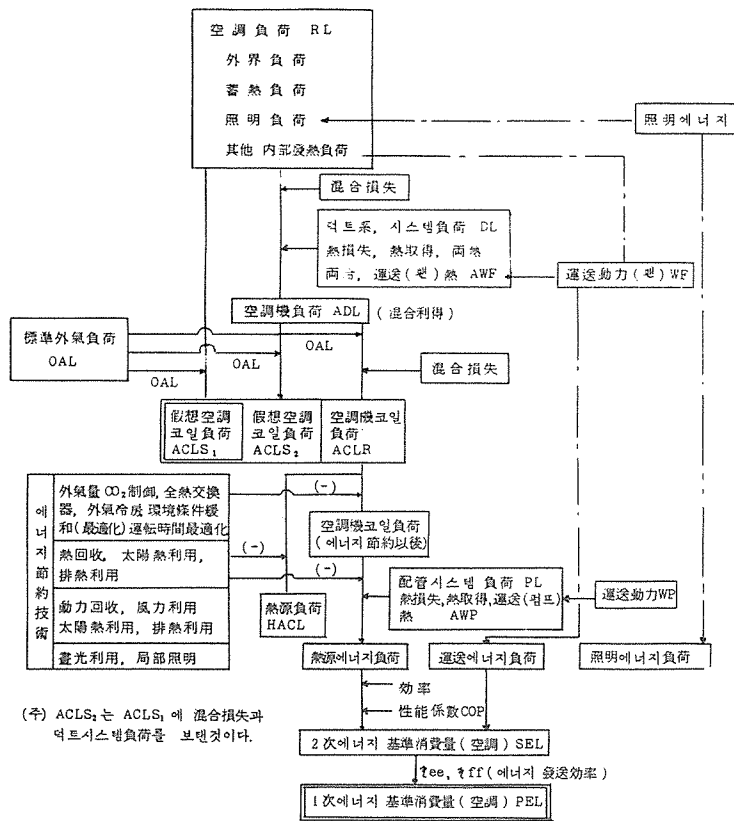 空調負荷 RL
外界負荷
蓄熱負荷
照明負荷
其他 内部發熱負荷
照明에너지
混合損失
덕트系, 시스템負荷 DL
熱損失, 熱取得, 両熱
運送(팬)熱 AWF
運送動力(팬)WF
空調機負荷 ADL (混合利得)
標準外氣負荷
OAL
OAL
OAL
OAL
混合損失
假想空調
코일負荷
ACLS₁
假想空調
코일負荷
ACLS₂
空調機코일
負荷
ACLR
에너지節約技術
外氣量 CO₂制御, 全熱交換
器, 外氣冷房 環境条件緩
和(最適化)運転時間最適化
熱回收, 太陽熱利用,
排熱利用
動力回收, 風力利用
太陽熱利用, 排熱利用
晝光利用, 局部照明
(-)
(-)
(-)
空調機코일負荷
(에너지節約以後)
熱源負荷
HACL
配管시스템 負荷 PL
熱損失,熱取得,運送(펌프)
熱 AWP
運送動力WP
熱源에너지負荷
運送에너지負荷
照明에너지負荷
効率
性能係數COP
(주) ACLS₂는 ACLS₁에 混合損失과
덕트시스템負荷를 보탠것이다.
2次에너지 基準消費量(空調) SEL
ee, ff(에너지 發送効率)
1次에너지 基準消費量(空調) PEL